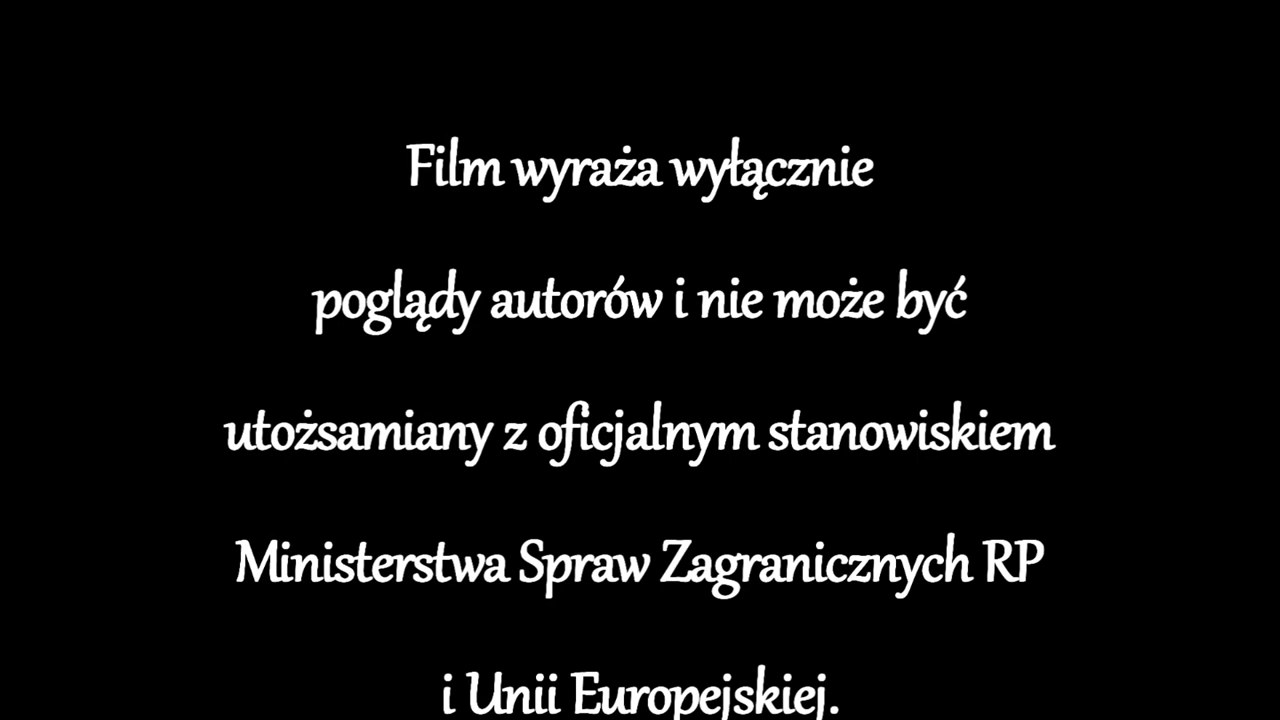 Film wyraża wyłącznie
poglądy autorów i nie może być
utożsamiany z oficjalnym stanowiskiem
Ministerstwa Spraw Zagranicznych RP
i Unii Europejskiej.